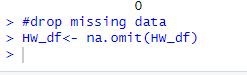 0
> #drop missing data
> HW_df<- na.omit(HW_df)
>